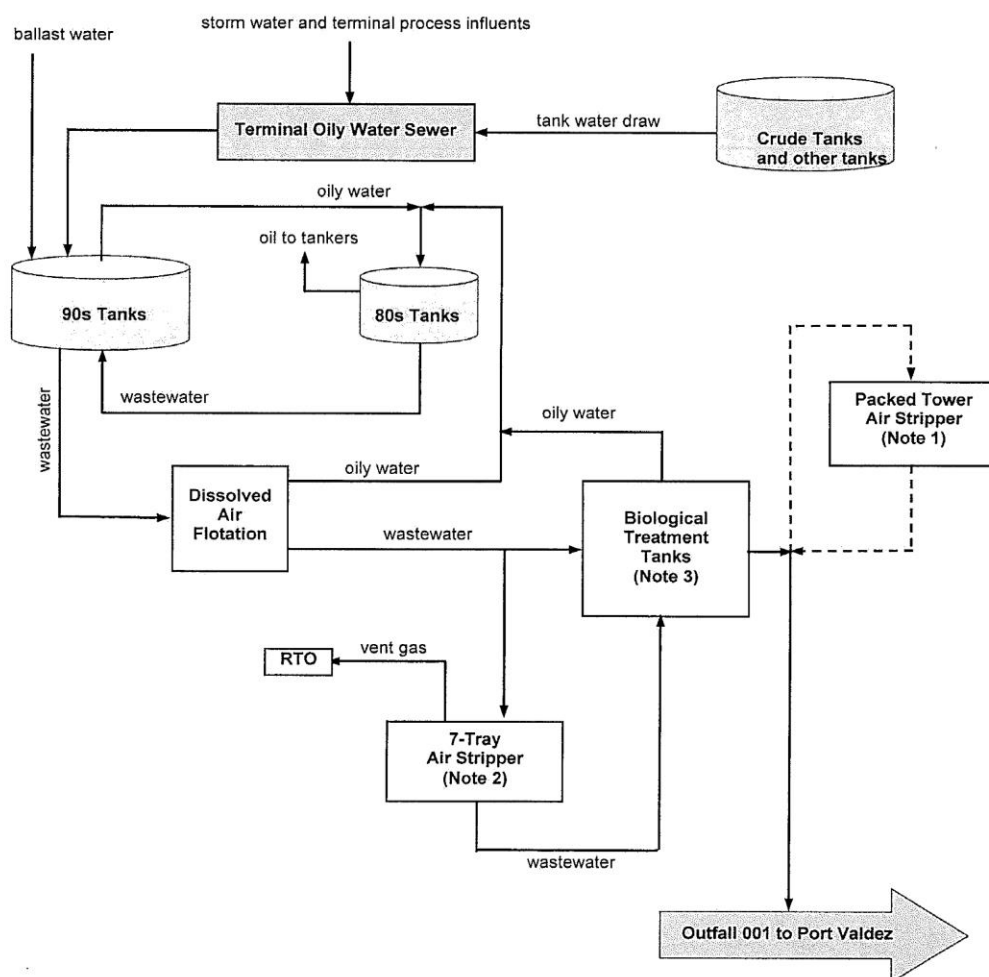 storm water and terminal process influents
ballast water
Terminal Oily Water Sewer
tank water draw
Crude Tanks
and other tanks
oily water
oil to tankers
90s Tanks
80s Tanks
wastewater
wastewater
oily water
Packed Tower
Air Stripper
(Note 1)
Dissolved
Air
Flotation
oily water
wastewater
Biological
Treatment
Tanks
(Note 3)
RTO
vent gas
7-Tray
Air Stripper
(Note 2)
wastewater
Outfall 001 to Port Valdez